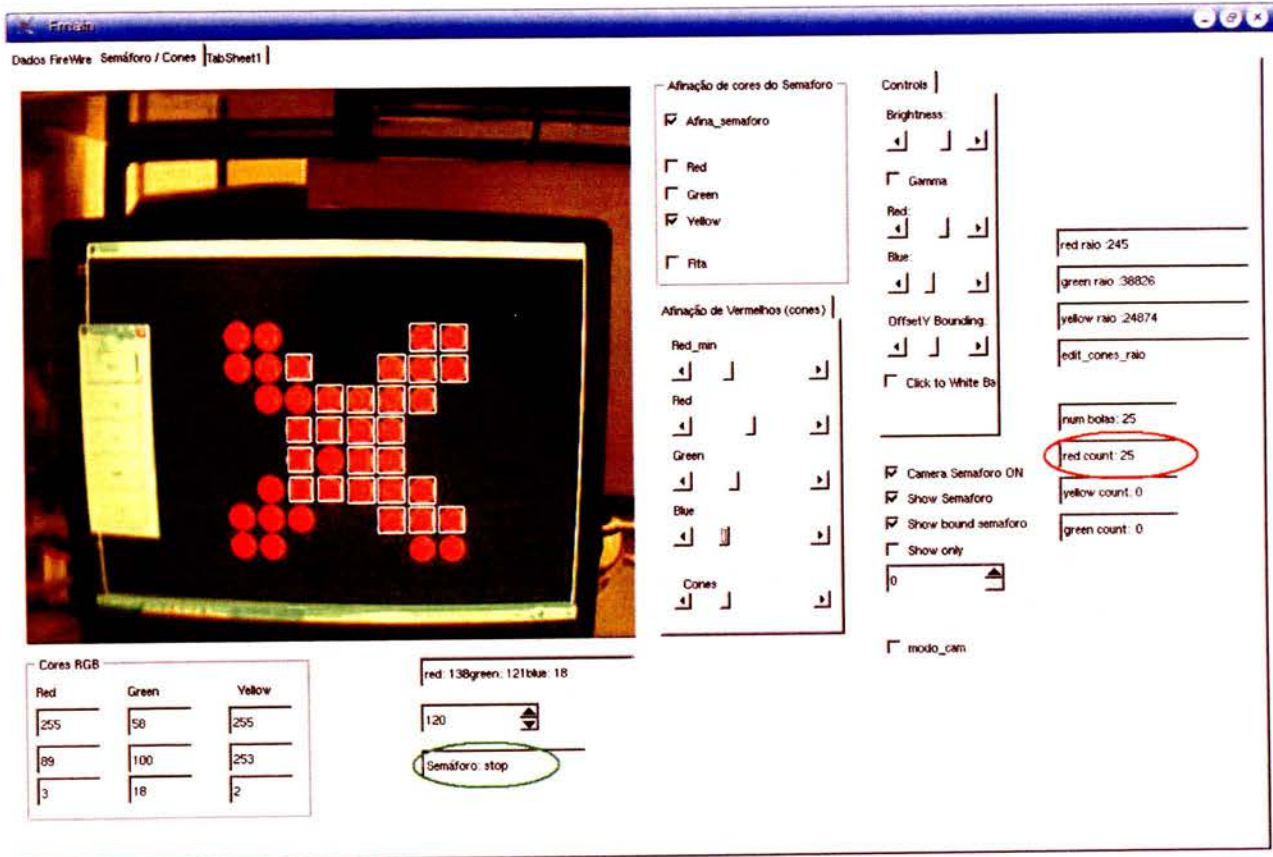 Dados FireWire Semáforo / Cones TabSheet1
Afinação de cores do Semaforo
Afina_semaforo
Red
Green
Yellow
Fita
Afinação de Vermelhos (cones)
Red_min
Red
Green
Blue
Cones
Controls
Brightness:
Gamma
Red:
Blue:
OffsetY Bounding:
Click to White Ba
Camera Semaforo ON
Show Semaforo
Show bound semaforo
Show only
0
modo_cam
red raio :245
green raio :38826
yellow raio :24874
edit_cones_raio
num bolas: 25
red count: 25
yellow count: 0
green count: 0
Cores RGB
Red Green Yellow
255 58 255
89 100 253
3 18 2
red: 138green: 121blue: 18
120
Semáforo: stop